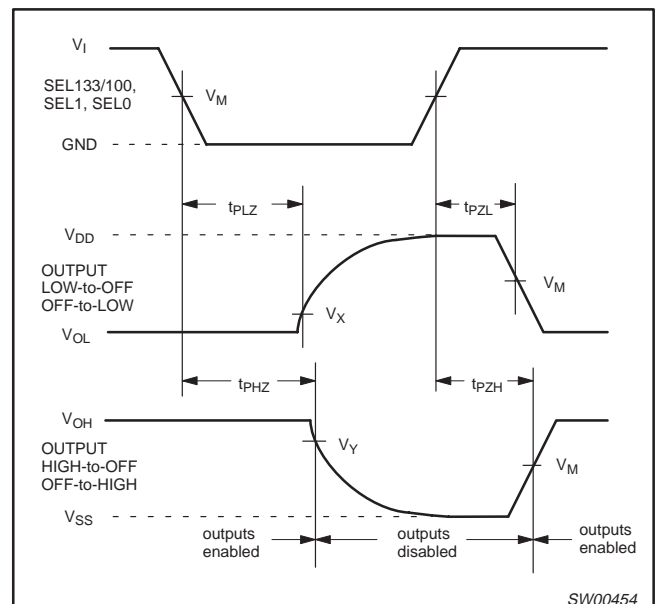 VI
SEL133/100,
SEL1, SEL0
VM
GND
tPLZ
tPZL
VDD
OUTPUT
LOW-to-OFF
OFF-to-LOW
VM
VX
VOL
tPHZ
tPZH
VOH
OUTPUT
HIGH-to-OFF
OFF-to-HIGH
VY
VM
VSS
outputs
enabled
outputs
disabled
outputs
enabled
SW00454